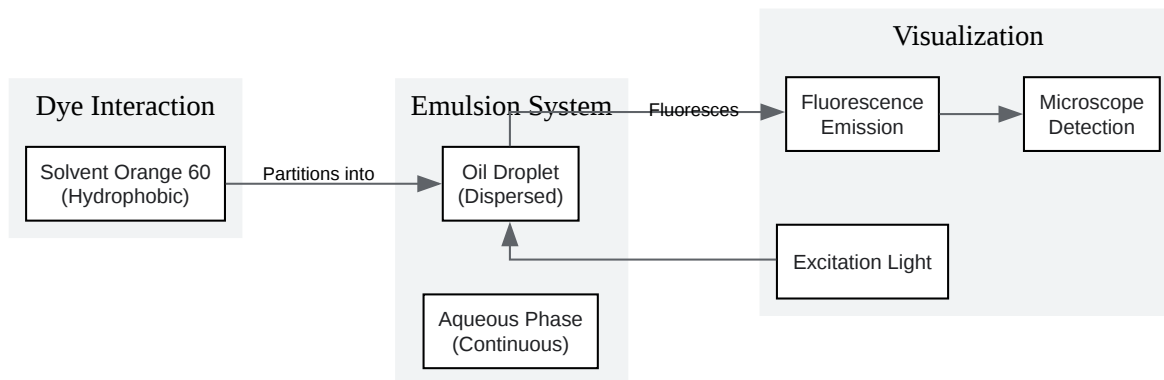 Visualization
Dye Interaction
Emulsion System
Fluoresces
Fluorescence
Emission
Microscope
Detection
Solvent Orange 60
(Hydrophobic)
Partitions into
Oil Droplet
(Dispersed)
Excitation Light
Aqueous Phase
(Continuous)